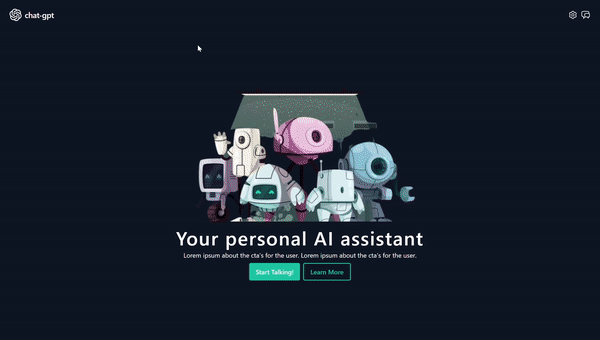 chat-gpt
Your personal AI assistant
Lorem ipsum about the cta's for the user. Lorem ipsum about the cta's for the user.
Start Talking!
Learn More